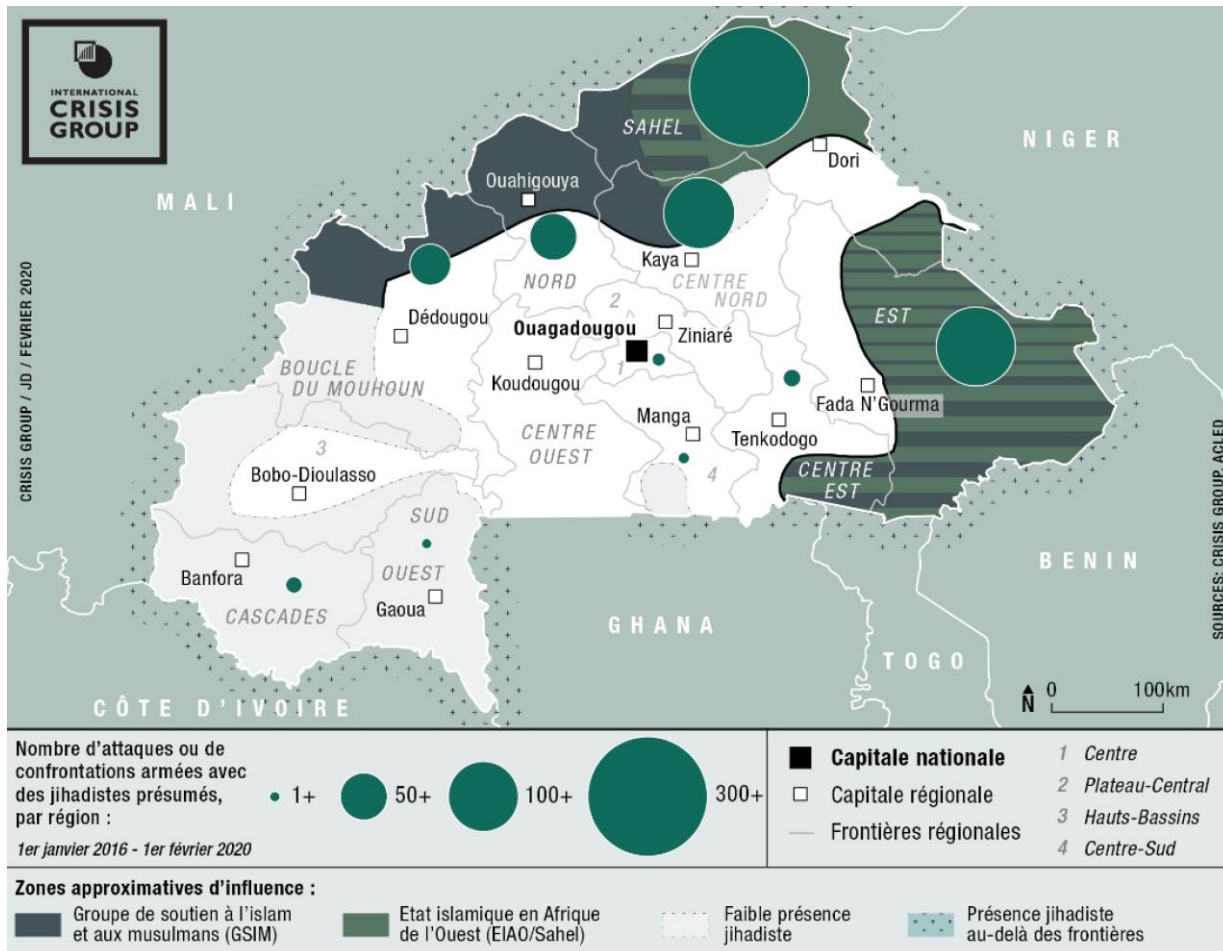 INTERNATIONAL
CRISIS
GROUP
MALI
NIGER
SAHEL
Dori
Ouahigouya
Kaya
NORD
CENTRE
NORD
2
EST
Dédougou
Ouagadougou
Ziniaré
1
Koudougou
BOUCLE
DU MOUHOUN
Fada N'Gourma
Manga
Tenkodogo
CENTRE
OUEST
3
Bobo-Dioulasso
4
CENTRE
EST
SUD
OUEST
Banfora
Gaoua
CASCADES
BENIN
GHANA
TOGO
CÔTE D'IVOIRE
N
0 100km
CRISIS GROUP / JD / FEVRIER 2020
SOURCES: CRISIS GROUP, ACLED
Nombre d'attaques ou de
confrontations armées avec
des jihadistes présumés,
par région :
1er janvier 2016 - 1er février 2020
1+ 50+ 100+ 300+
Capitale nationale
Capitale régionale
Frontières régionales
1 Centre
2 Plateau-Central
3 Hauts-Bassins
4 Centre-Sud
Zones approximatives d'influence :
Groupe de soutien à l'islam
et aux musulmans (GSIM)
Etat islamique en Afrique
de l'Ouest (EIAO/Sahel)
Faible présence
jihadiste
Présence jihadiste
au-delà des frontières